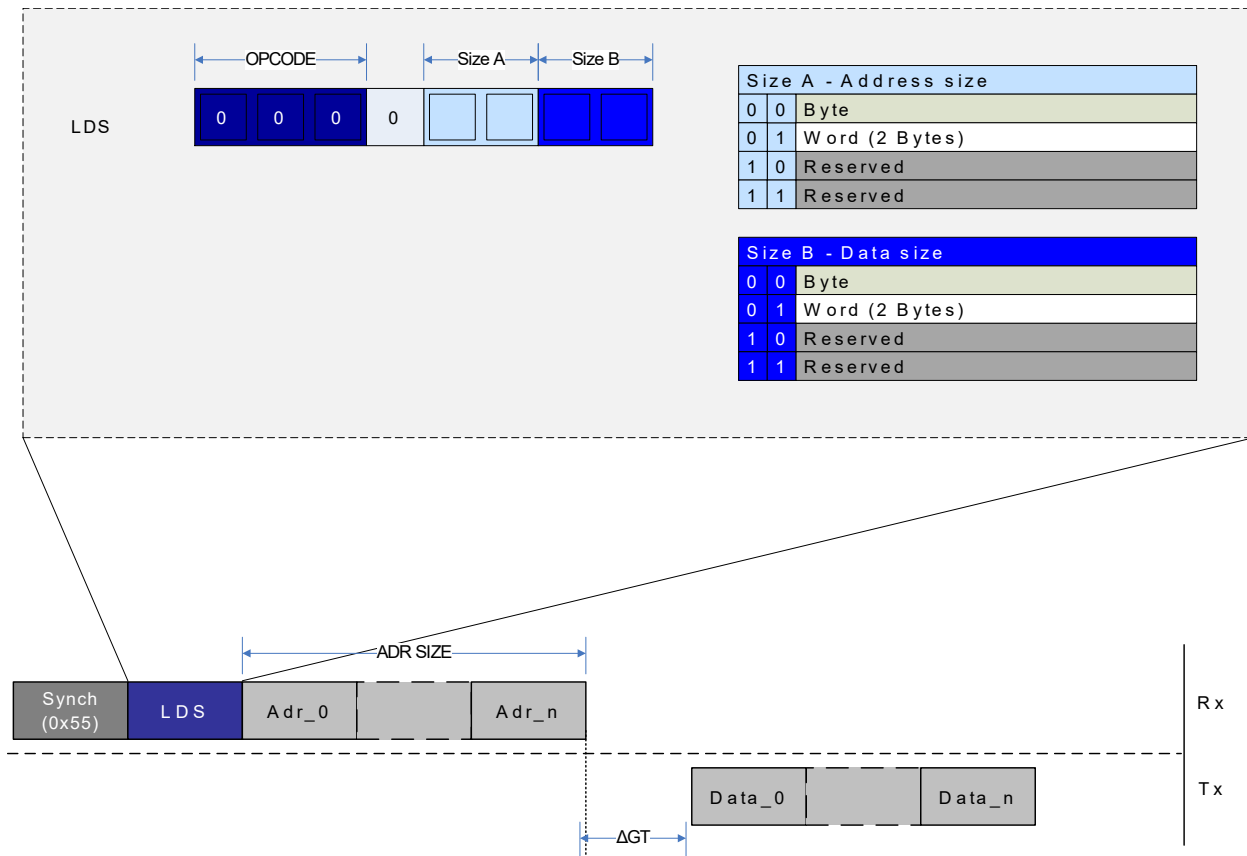 OPCODE Size A Size B
LDS 0 0 0 0
Size A - Address size
0 0 Byte
0 1 Word (2 Bytes)
1 0 Reserved
1 1 Reserved
Size B - Data size
0 0 Byte
0 1 Word (2 Bytes)
1 0 Reserved
1 1 Reserved
ADR SIZE
Synch
(0x55)
LDS Adr_0 Adr_n Rx
Data_0 Data_n Tx
ΔGT